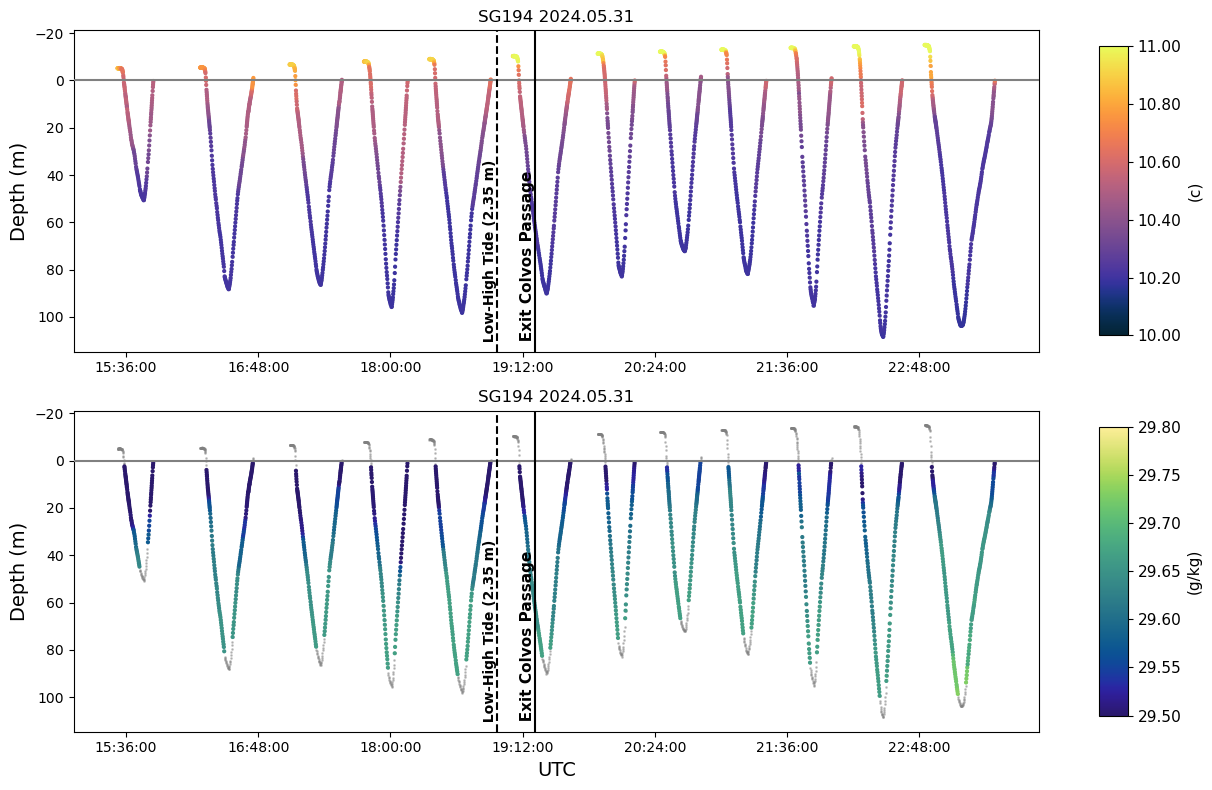 SG194 2024.05.31
−20
0
20
40
60
80
100
Depth (m)
Low-High Tide (2.35 m)
Exit Colvos Passage
15:36:00 16:48:00 18:00:00 19:12:00 20:24:00 21:36:00 22:48:00
11.00
10.80
10.60
10.40
10.20
10.00
(c)
SG194 2024.05.31
−20
0
20
40
60
80
100
Depth (m)
Low-High Tide (2.35 m)
Exit Colvos Passage
15:36:00 16:48:00 18:00:00 19:12:00 20:24:00 21:36:00 22:48:00
UTC
29.80
29.75
29.70
29.65
29.60
29.55
29.50
(g/kg)